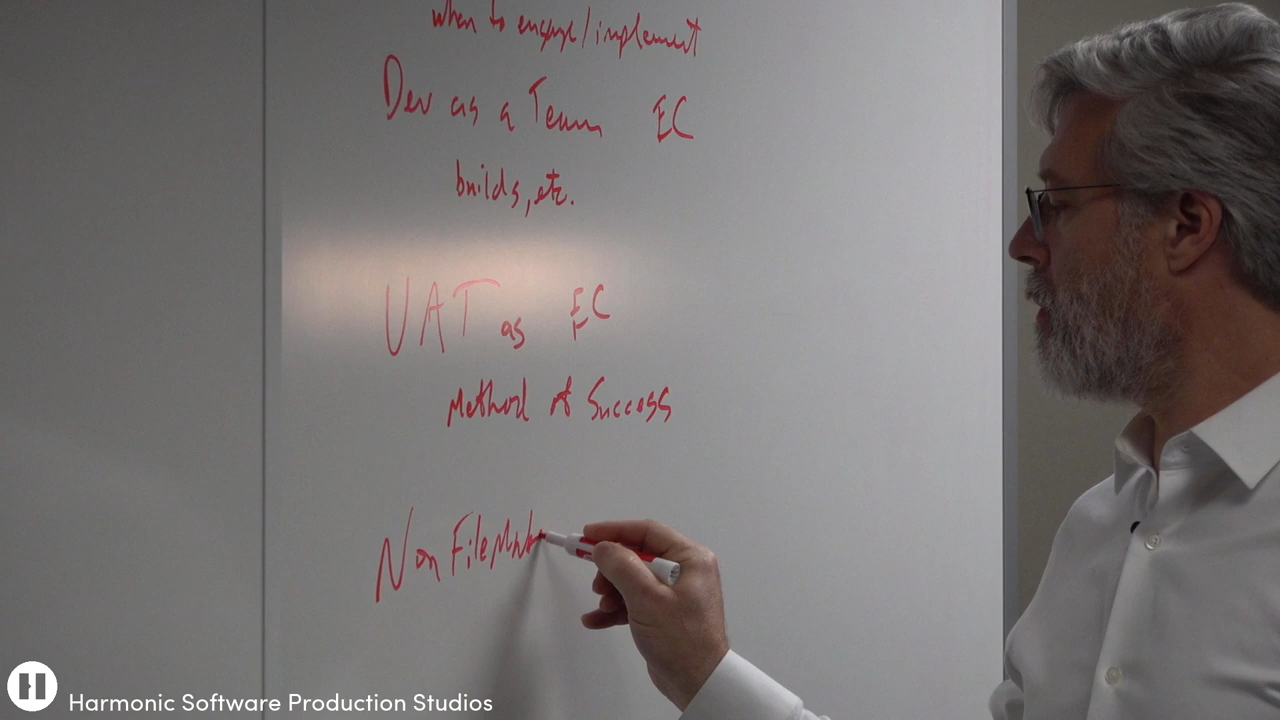 when to engage/implement
Dev as a Team EC
builds, etc.
UAT as EC
Method of Success
Non FileMak
H
Harmonic Software Production Studios